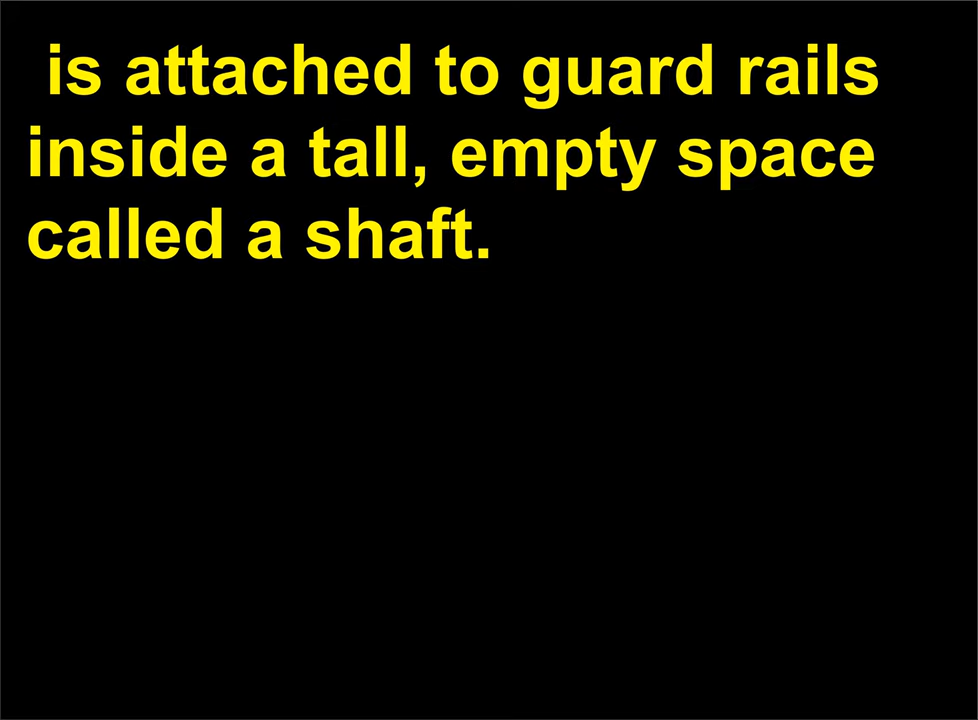 is attached to guard rails
inside a tall, empty space
called a shaft.